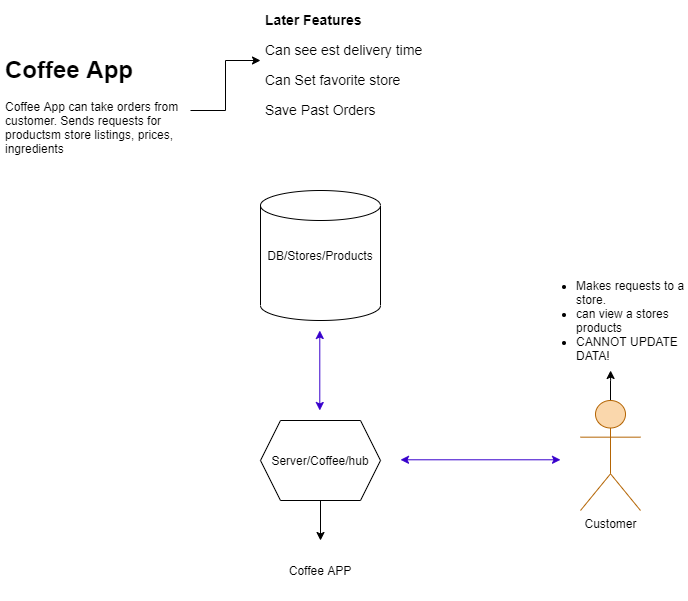 Later Features
Can see est delivery time
Can Set favorite store
Save Past Orders
Coffee App
Coffee App can take orders from
customer. Sends requests for
productsm store listings, prices,
ingredients
DB/Stores/Products
Makes requests to a
store.
can view a stores
products
CANNOT UPDATE
DATA!
Server/Coffee/hub
Customer
Coffee APP